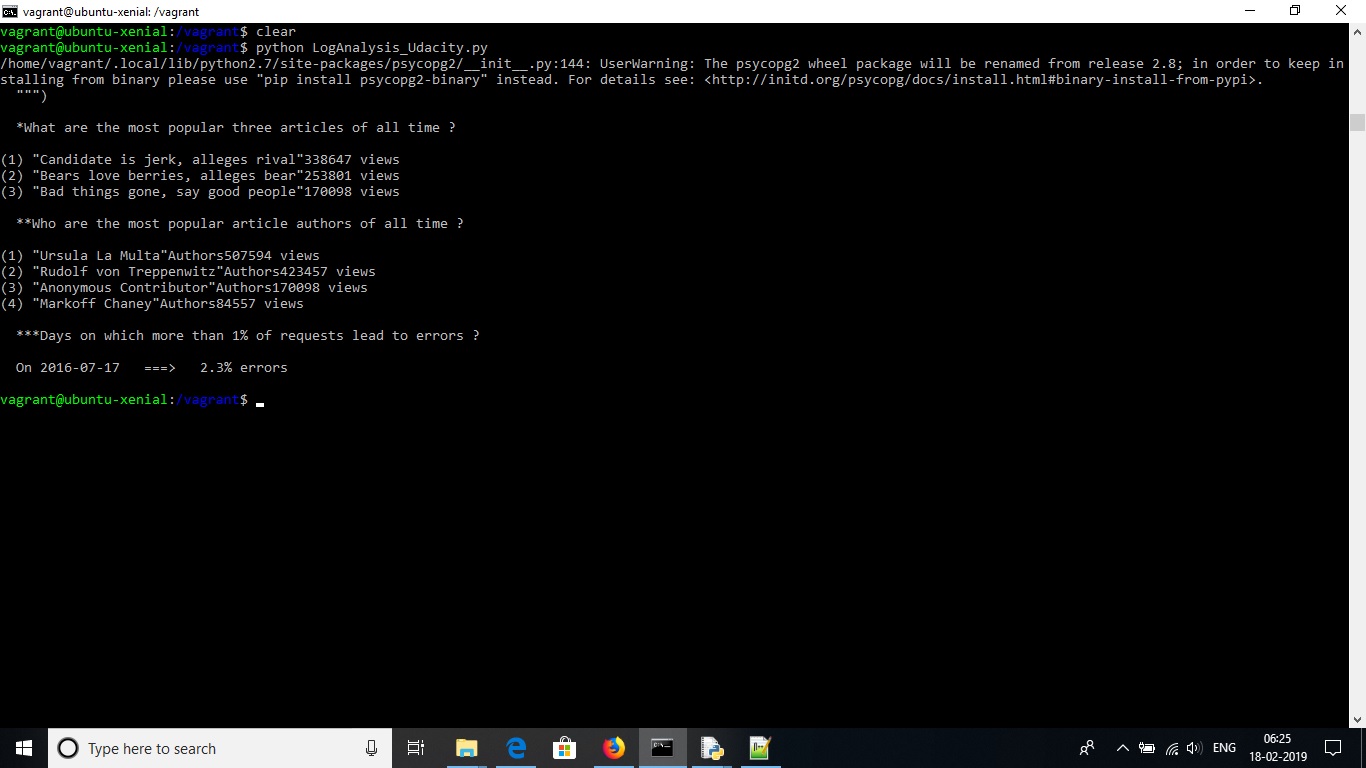 vagrant@ubuntu-xenial: /vagrant
vagrant@ubuntu-xenial:/vagrant$ clear
vagrant@ubuntu-xenial:/vagrant$ python LogAnalysis_Udacity.py
/home/vagrant/.local/lib/python2.7/site-packages/psycopg2/__init__.py:144: UserWarning: The psycopg2 wheel package will be renamed from release 2.8; in order to keep in
stalling from binary please use "pip install psycopg2-binary" instead. For details see: <http://initd.org/psycopg/docs/install.html#binary-install-from-pypi>.
  """)
  *What are the most popular three articles of all time ?
(1) "Candidate is jerk, alleges rival"338647 views
(2) "Bears love berries, alleges bear"253801 views
(3) "Bad things gone, say good people"170098 views
  **Who are the most popular article authors of all time ?
(1) "Ursula La Multa"Authors507594 views
(2) "Rudolf von Treppenwitz"Authors423457 views
(3) "Anonymous Contributor"Authors170098 views
(4) "Markoff Chaney"Authors84557 views
  ***Days on which more than 1% of requests lead to errors ?
  On 2016-07-17   ===>   2.3% errors
vagrant@ubuntu-xenial:/vagrant$
Type here to search
ENG
06:25
18-02-2019